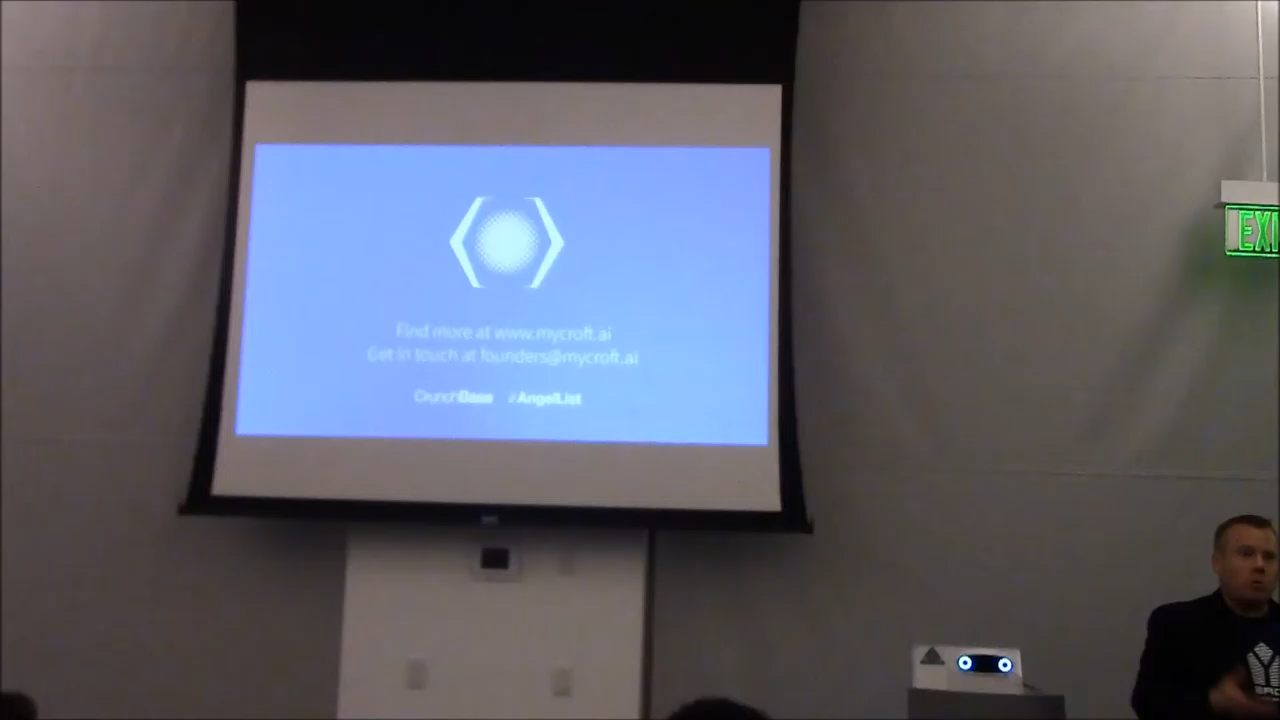 Find more at www.mycroft.ai
Get in touch at founders@mycroft.ai
CrunchBase #AngelList
EXI